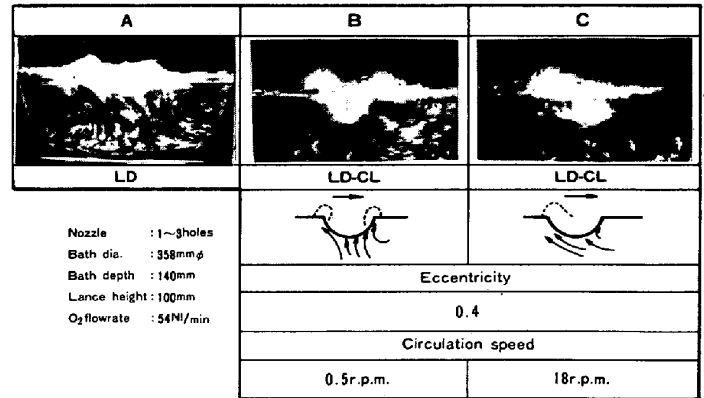 A B C
LD LD-CL LD-CL
Nozzle : 1~3holes
Bath dia. : 358mmφ
Bath depth : 140mm
Lance height : 100mm
O₂ flowrate : 54Nl/min
Eccentricity
0.4
Circulation speed
0.5r.p.m. 18r.p.m.